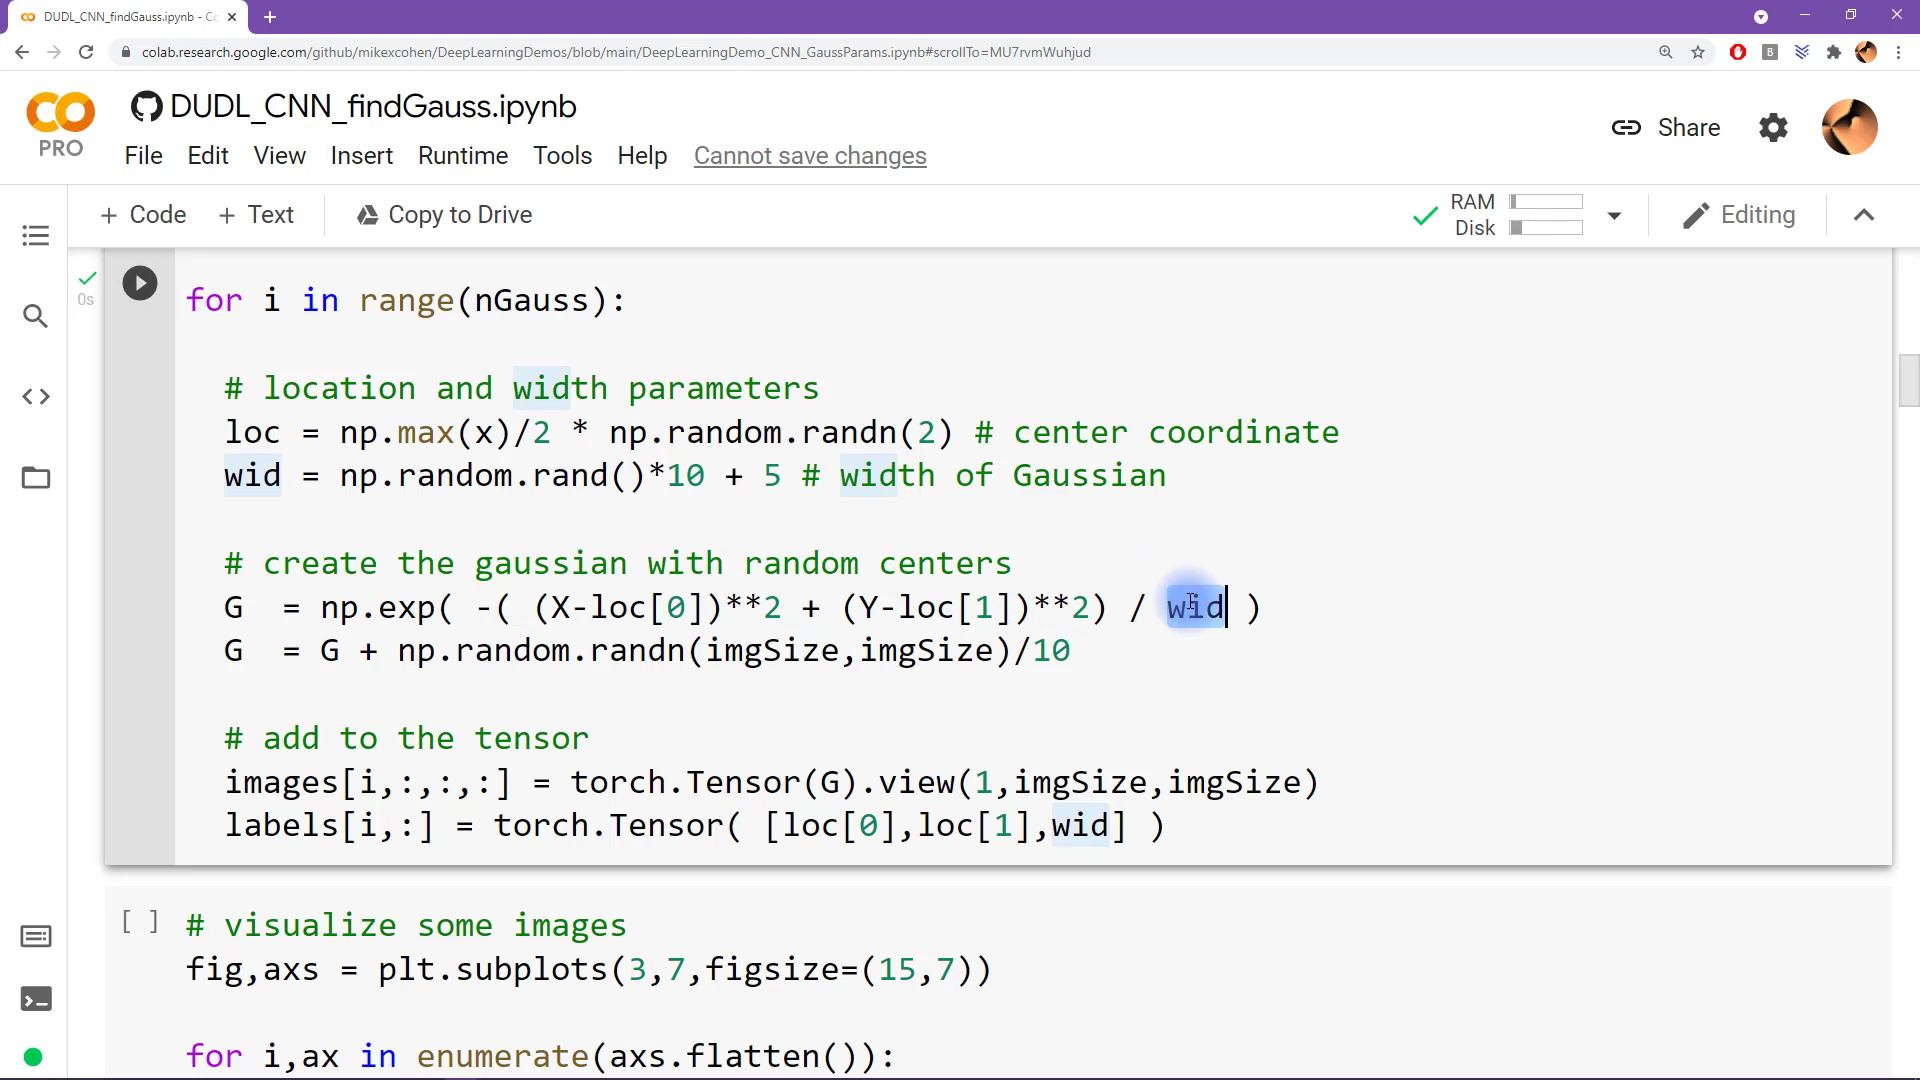 DUDL_CNN_findGauss.ipynb - Co
colab.research.google.com/github/mikexcohen/DeepLearningDemos/blob/main/DeepLearningDemo_CNN_GaussParams.ipynb#scrollTo=MU7rvmWuhjud
B
CO
PRO
DUDL_CNN_findGauss.ipynb
Share
File Edit View Insert Runtime Tools Help Cannot save changes
+ Code + Text Copy to Drive
RAM
Disk
Editing
0s
for i in range(nGauss):
# location and width parameters
loc = np.max(x)/2 * np.random.randn(2) # center coordinate
wid = np.random.rand()*10 + 5 # width of Gaussian
# create the gaussian with random centers
G  = np.exp( -( (X-loc[0])**2 + (Y-loc[1])**2) / wid )
G  = G + np.random.randn(imgSize,imgSize)/10
# add to the tensor
images[i,:,:,:] = torch.Tensor(G).view(1,imgSize,imgSize)
labels[i,:] = torch.Tensor( [loc[0],loc[1],wid] )
[ ] # visualize some images
fig,axs = plt.subplots(3,7,figsize=(15,7))
for i,ax in enumerate(axs.flatten()):